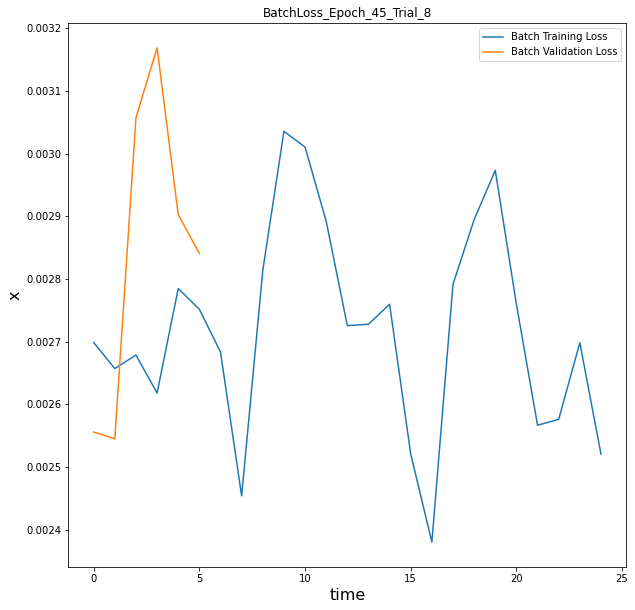 BatchLoss_Epoch_45_Trial_8
Batch Training Loss
Batch Validation Loss
0.0032
0.0031
0.0030
0.0029
0.0028
0.0027
0.0026
0.0025
0.0024
x
0 5 10 15 20 25
time